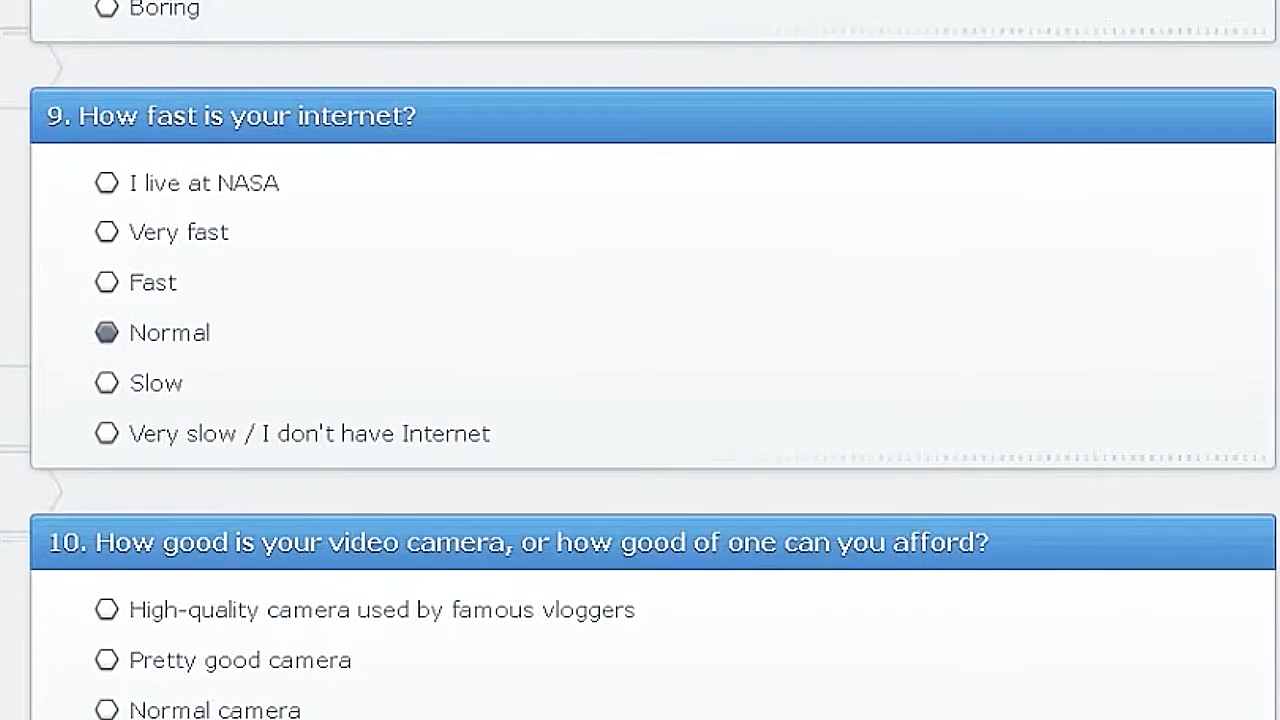 Boring
9. How fast is your internet?
I live at NASA
Very fast
Fast
Normal
Slow
Very slow / I don't have Internet
10. How good is your video camera, or how good of one can you afford?
High-quality camera used by famous vloggers
Pretty good camera
Normal camera